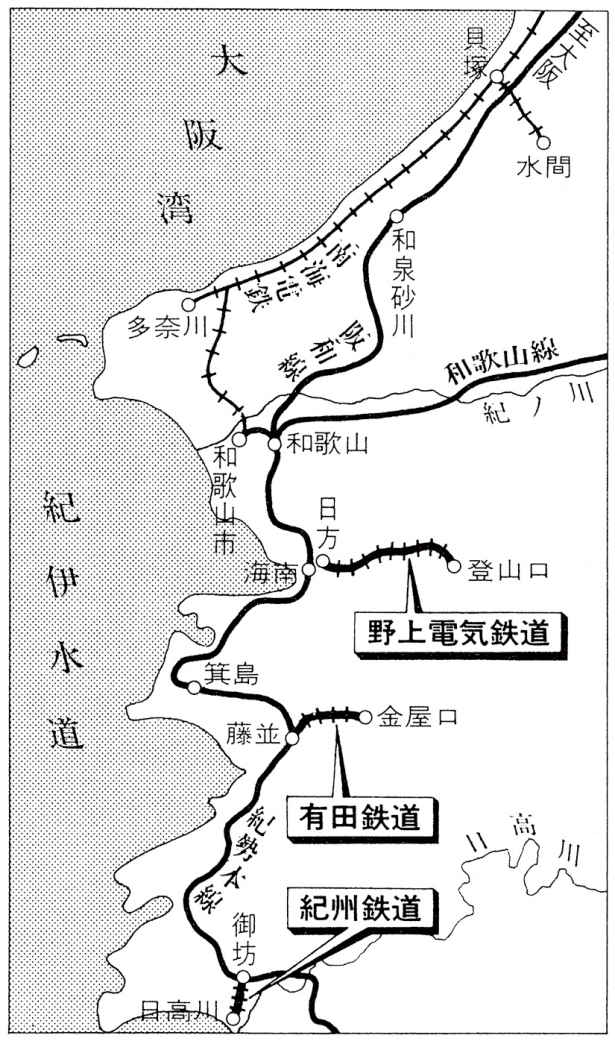 至大阪
貝塚
大阪湾
水間
和泉砂川
南海電鉄
多奈川
阪和線
和歌山線
紀ノ川
和歌山
和歌山市
日方
紀伊水道
海南
登山口
野上電気鉄道
箕島
藤並
金屋口
有田鉄道
紀勢本線
日高川
紀州鉄道
御坊
日高川